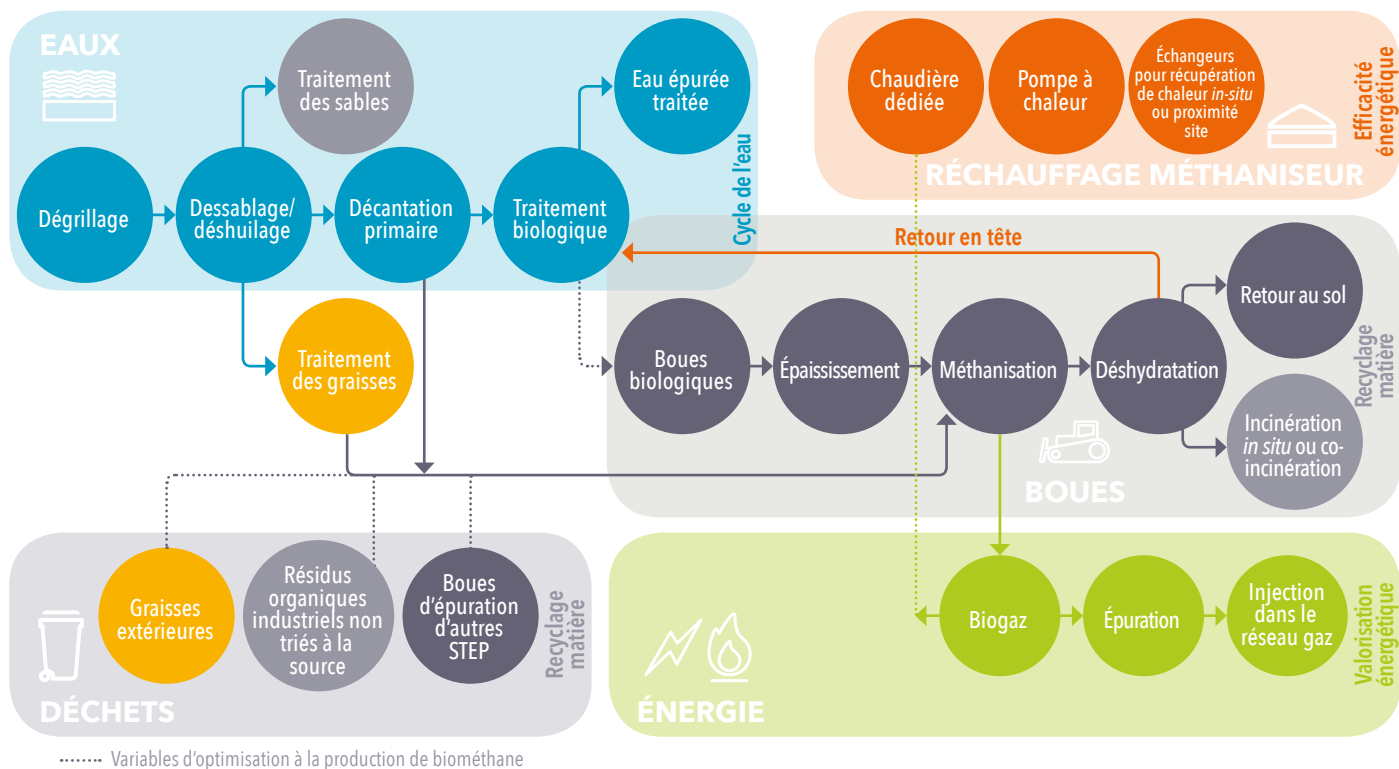 EAUX
Traitement
des sables
Eau épurée
traitée
Dégrillage
Dessablage/
déshuilage
Décantation
primaire
Traitement
biologique
Cycle de l'eau
Traitement
des graisses
Chaudière
dédiée
Pompe à
chaleur
Échangeurs
pour récupération
de chaleur in-situ
ou proximité
site
Efficacité
énergétique
RÉCHAUFFAGE MÉTHANISEUR
Retour en tête
Boues
biologiques
Épaississement
Méthanisation
Déshydratation
Retour au sol
Incinération
in situ ou co-
incinération
Recyclage
matière
BOUES
Graisses
extérieures
Résidus
organiques
industriels non
triés à la
source
Boues
d'épuration
d'autres
STEP
Recyclage
matière
DÉCHETS
Biogaz
Épuration
Injection
dans le
réseau gaz
Valorisation
énergétique
ÉNERGIE
Variables d'optimisation à la production de biométhane